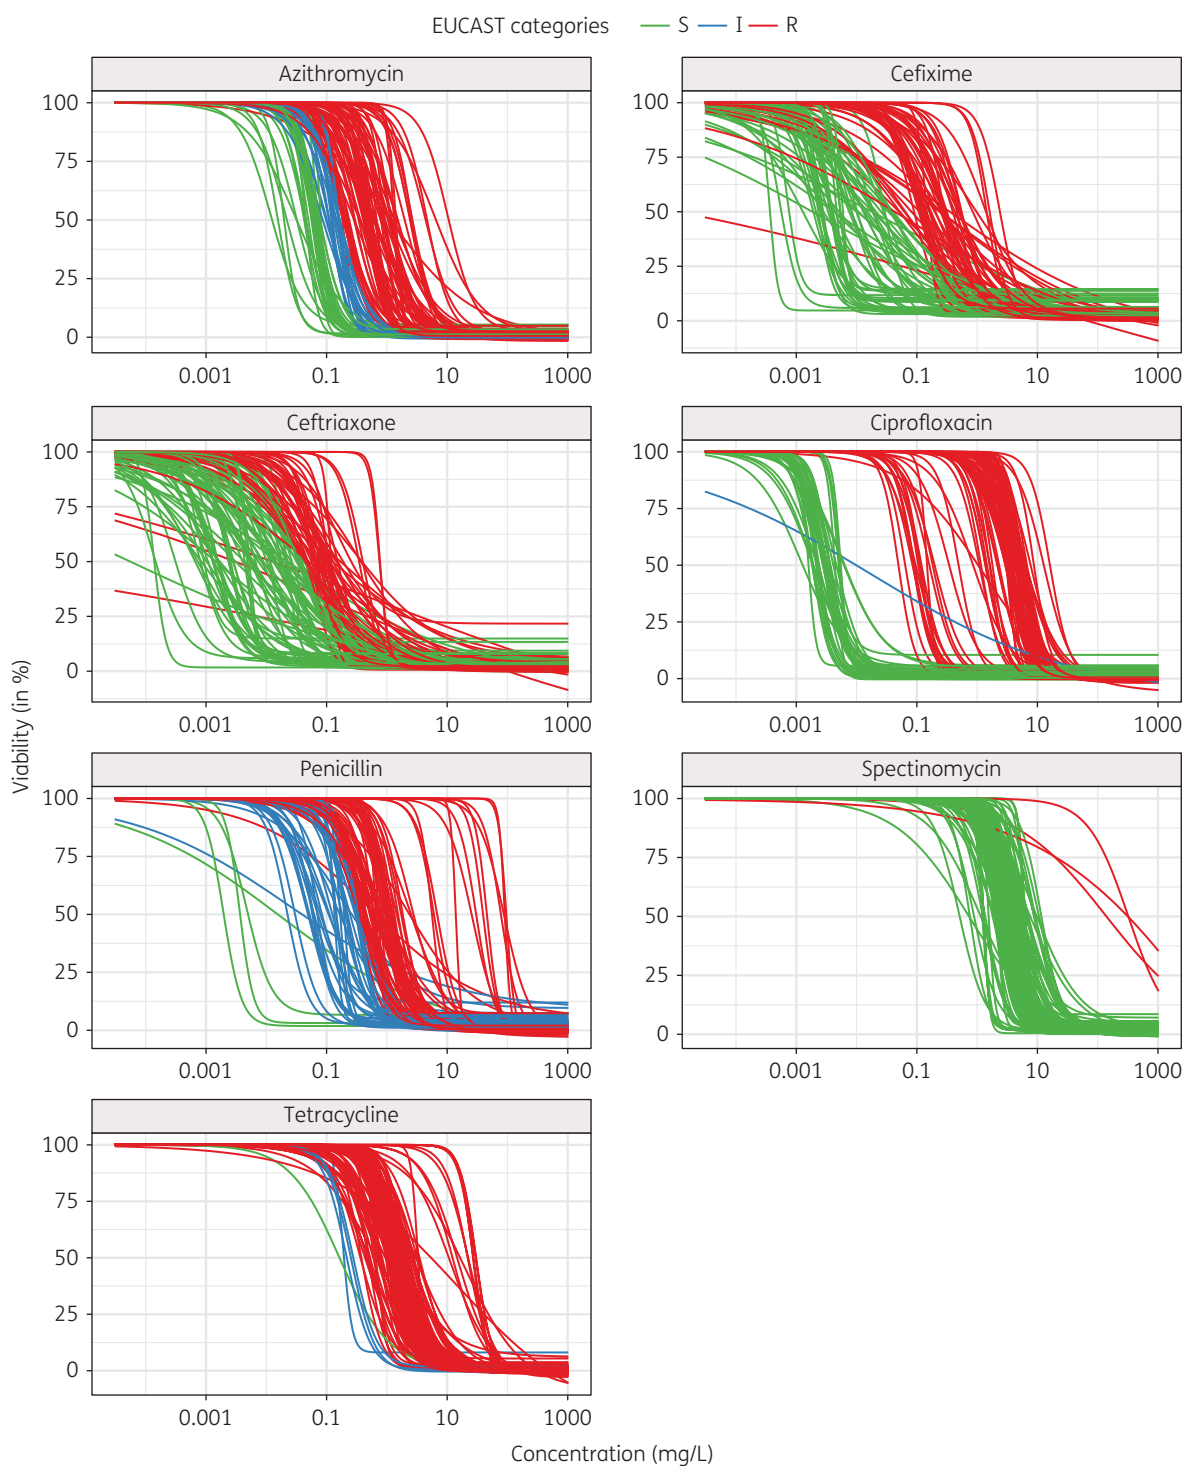 EUCAST categories S I R
Azithromycin Cefixime
100 100
75 75
50 50
25 25
0 0
0.001 0.1 10 1000 0.001 0.1 10 1000
Ceftriaxone Ciprofloxacin
100 100
75 75
50 50
25 25
0 0
0.001 0.1 10 1000 0.001 0.1 10 1000
Viability (in %)
Penicillin Spectinomycin
100 100
75 75
50 50
25 25
0 0
0.001 0.1 10 1000 0.001 0.1 10 1000
Tetracycline
100
75
50
25
0
0.001 0.1 10 1000
Concentration (mg/L)